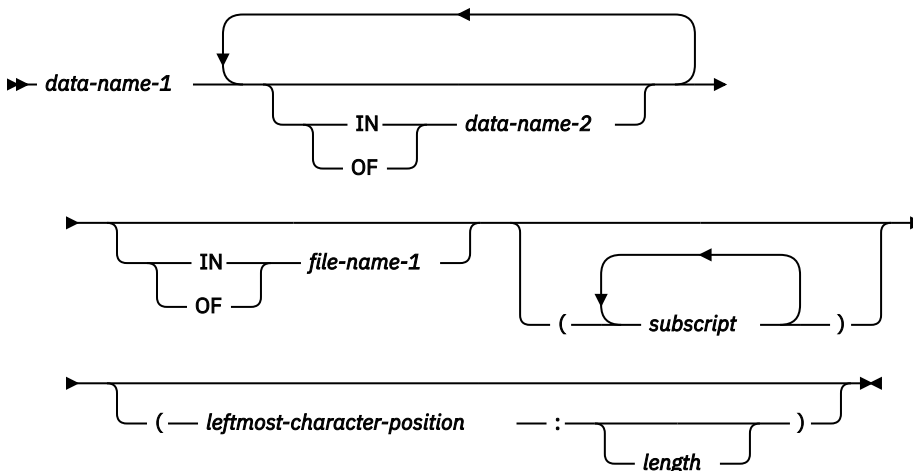 data-name-1
IN data-name-2
OF
IN file-name-1
OF
( subscript )
( leftmost-character-position : )
length